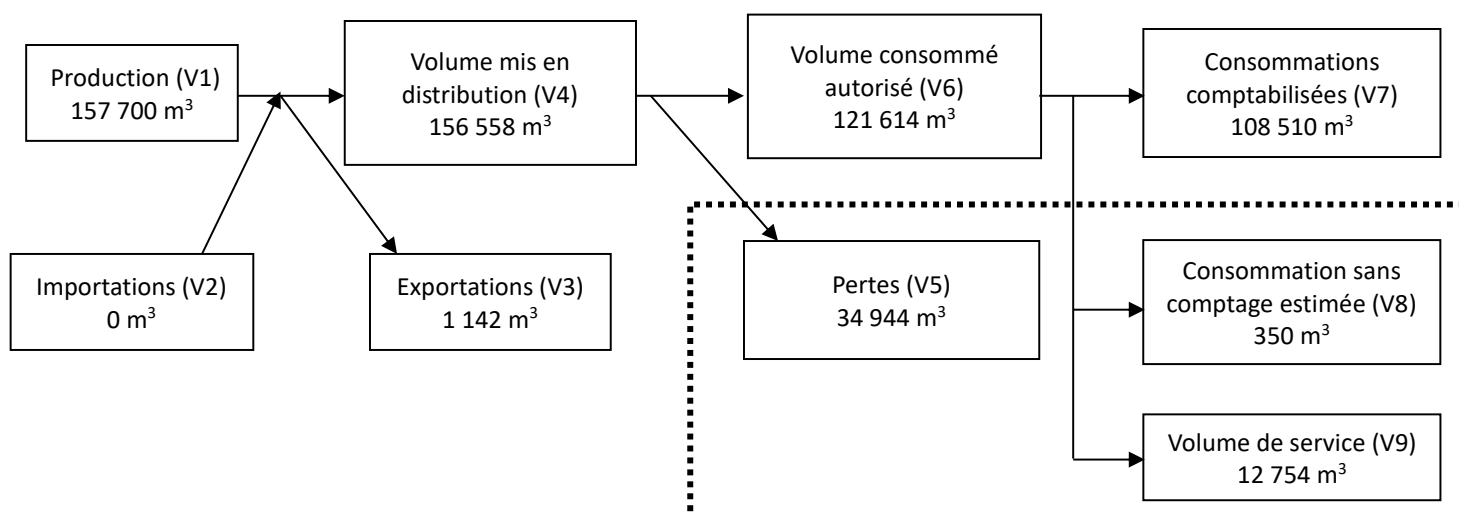 Production (V1)
157 700 m³
Volume mis en
distribution (V4)
156 558 m³
Volume consommé
autorisé (V6)
121 614 m³
Consommations
comptabilisées (V7)
108 510 m³
Importations (V2)
0 m³
Exportations (V3)
1 142 m³
Pertes (V5)
34 944 m³
Consommation sans
comptage estimée (V8)
350 m³
Volume de service (V9)
12 754 m³